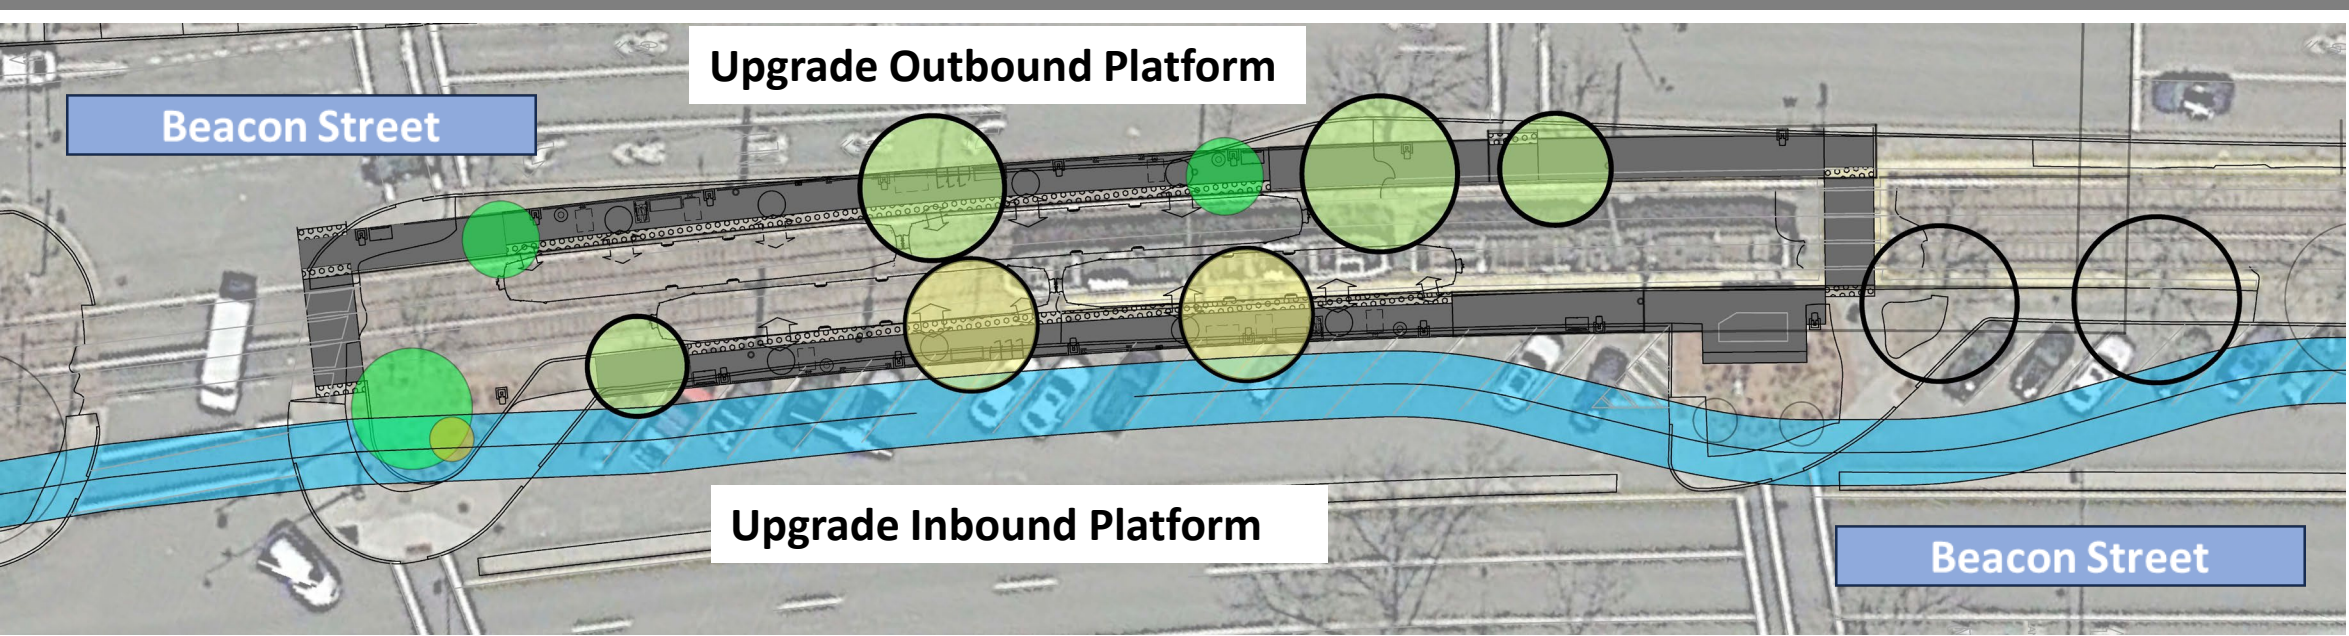 Upgrade Outbound Platform
Beacon Street
Upgrade Inbound Platform
Beacon Street